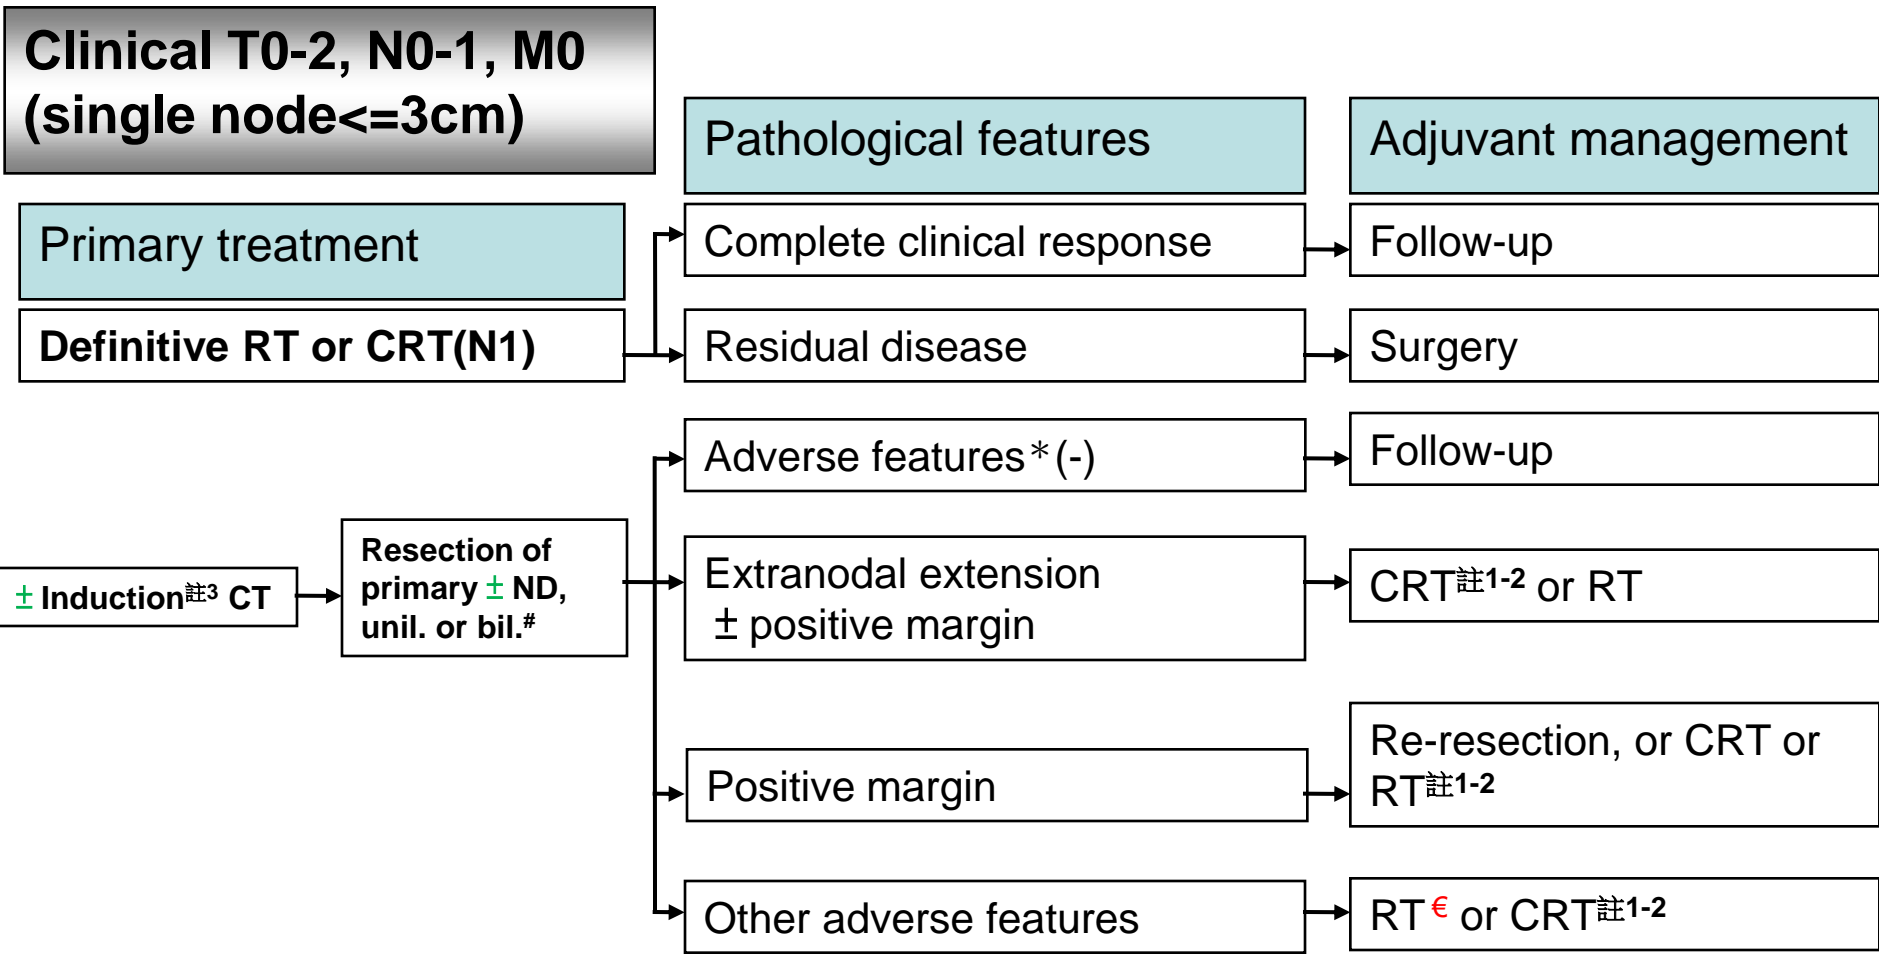 Clinical T0-2, N0-1, M0
(single node<=3cm)
Pathological features
Adjuvant management
Primary treatment
Complete clinical response
Follow-up
Definitive RT or CRT(N1)
Residual disease
Surgery
Adverse features*(-)
Follow-up
± Induction註3 CT
Resection of
primary ± ND,
unil. or bil.#
Extranodal extension
± positive margin
CRT註1-2 or RT
Positive margin
Re-resection, or CRT or
RT註1-2
Other adverse features
RT € or CRT註1-2